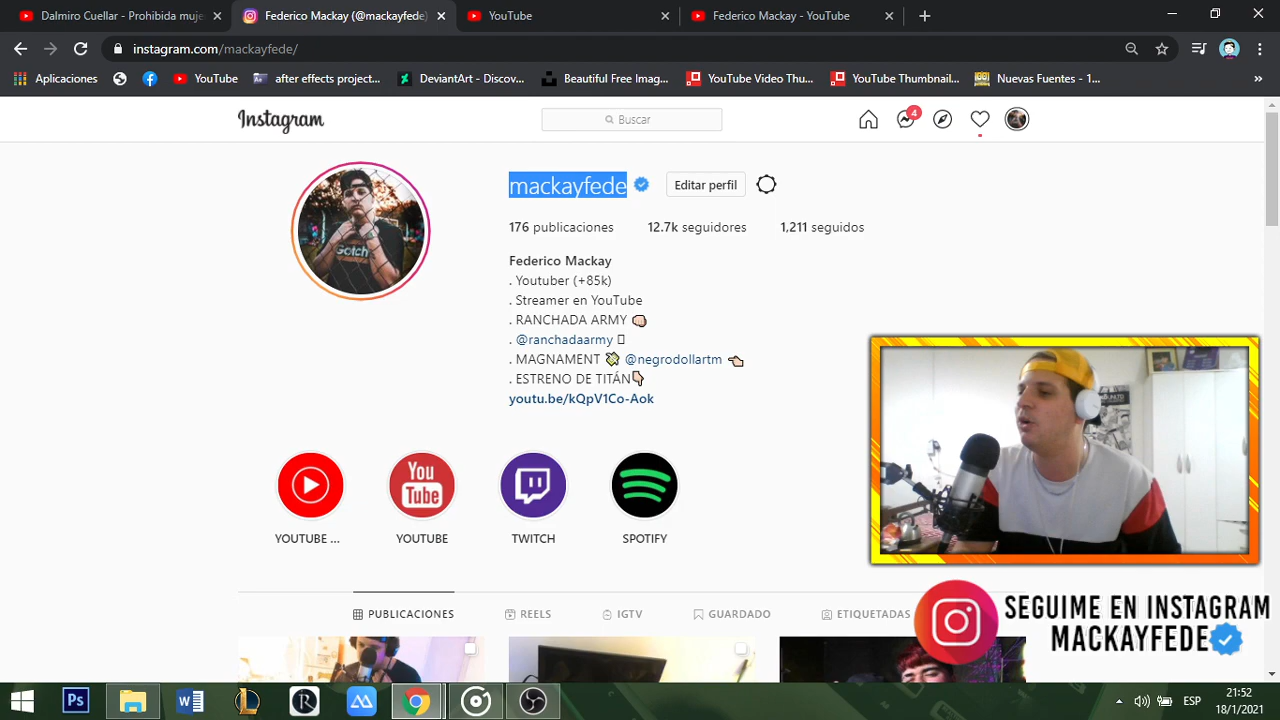 Dalmiro Cuellar - Prohibida muje
Federico Mackay (@mackayfede)
YouTube
Federico Mackay - YouTube
instagram.com/mackayfede/
Aplicaciones
YouTube
after effects project...
DeviantArt - Discov...
Beautiful Free Imag...
YouTube Video Thu...
YouTube Thumbnail...
Nuevas Fuentes - 1...
Instagram
Buscar
4
mackayfede
Editar perfil
176 publicaciones
12.7k seguidores
1,211 seguidos
Federico Mackay
. Youtuber (+85k)
. Streamer en YouTube
. RANCHADA ARMY
. @ranchadaarmy
. MAGNAMENT 💸 @negrodollartm 👈
. ESTRENO DE TITÁN👇
youtu.be/kQpV1Co-Aok
You
Tube
YOUTUBE ...
YOUTUBE
TWITCH
SPOTIFY
PUBLICACIONES
REELS
IGTV
GUARDADO
ETIQUETADAS
SEGUIME EN INSTAGRAM
MACKAYFEDE
Ps
ESP
21:52
18/1/2021